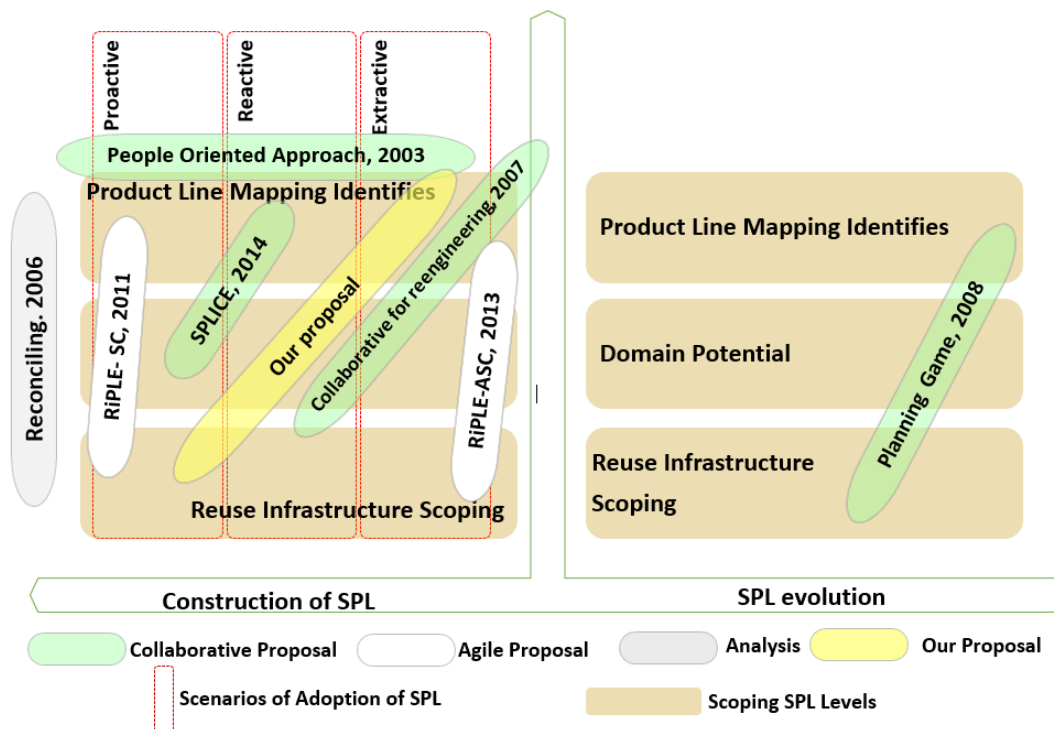 Proactive
Reactive
Extractive
People Oriented Approach, 2003
Product Line Mapping Identifies
Reconciling. 2006
RiPLE- SC, 2011
SPLICE, 2014
Our proposal
Collaborative for reengineering, 2007
RiPLE-ASC, 2013
Reuse Infrastructure Scoping
Product Line Mapping Identifies
Domain Potential
Reuse Infrastructure
Scoping
Planning Game, 2008
Construction of SPL
SPL evolution
Collaborative Proposal
Agile Proposal
Analysis
Our Proposal
Scenarios of Adoption of SPL
Scoping SPL Levels